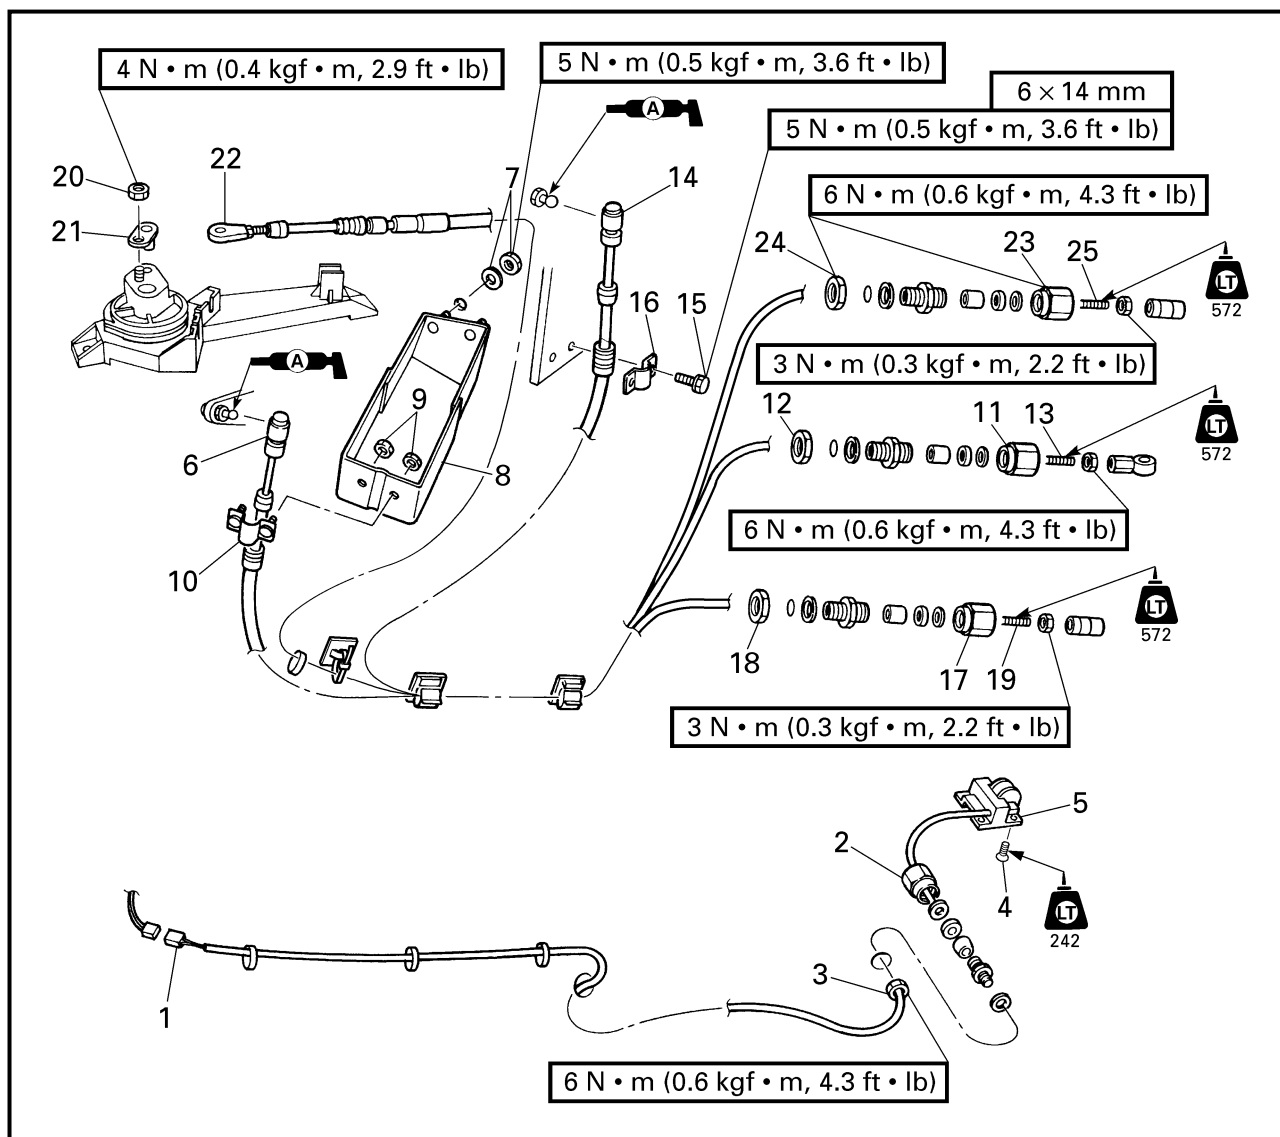 4 N • m (0.4 kgf • m, 2.9 ft • lb)
5 N • m (0.5 kgf • m, 3.6 ft • lb)
6 × 14 mm
5 N • m (0.5 kgf • m, 3.6 ft • lb)
A
22
20
7
14
6 N • m (0.6 kgf • m, 4.3 ft • lb)
21
24
23
25
LT
572
16
15
A
3 N • m (0.3 kgf • m, 2.2 ft • lb)
9
12
11
13
LT
572
6
8
6 N • m (0.6 kgf • m, 4.3 ft • lb)
10
LT
572
18
17
19
3 N • m (0.3 kgf • m, 2.2 ft • lb)
5
2
4
LT
242
3
1
6 N • m (0.6 kgf • m, 4.3 ft • lb)